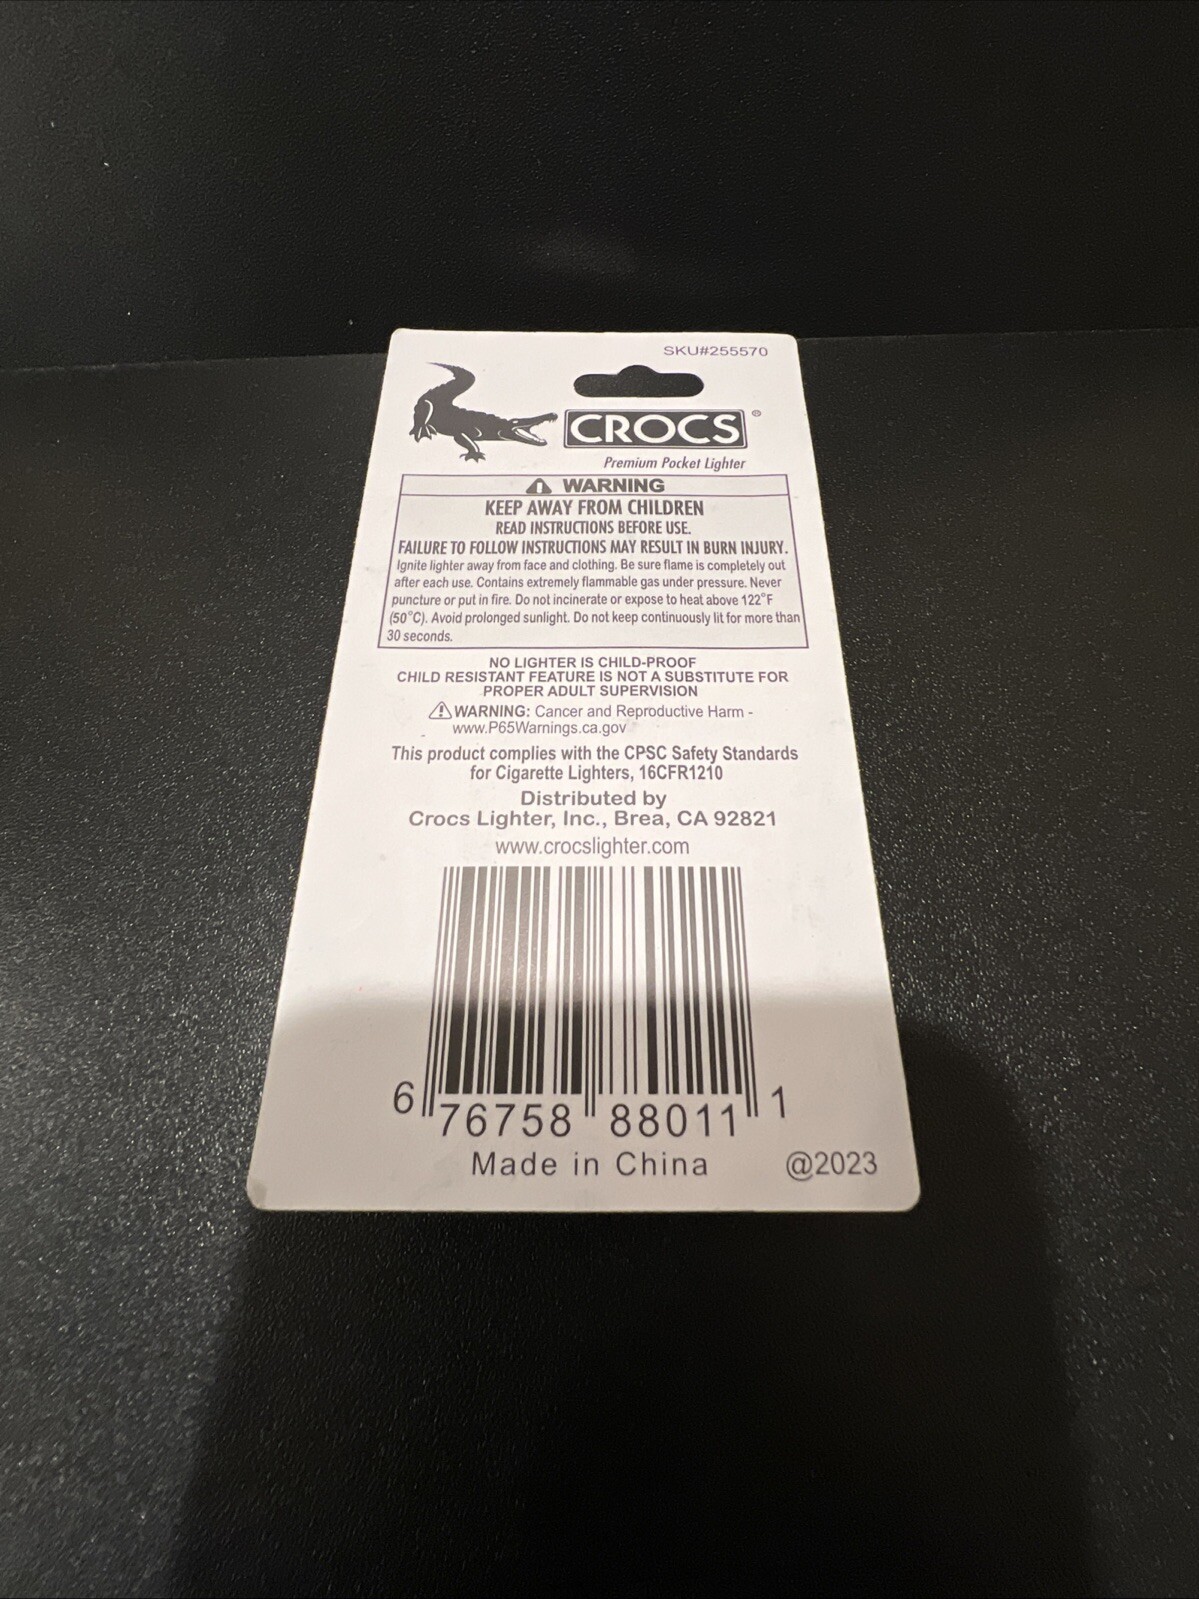 SKU#255570
CROCS®
Premium Pocket Lighter
WARNING
KEEP AWAY FROM CHILDREN
READ INSTRUCTIONS BEFORE USE.
FAILURE TO FOLLOW INSTRUCTIONS MAY RESULT IN BURN INJURY.
Ignite lighter away from face and clothing. Be sure flame is completely out
after each use. Contains extremely flammable gas under pressure. Never
puncture or put in fire. Do not incinerate or expose to heat above 122°F
(50°C). Avoid prolonged sunlight. Do not keep continuously lit for more than
30 seconds.
NO LIGHTER IS CHILD-PROOF
CHILD RESISTANT FEATURE IS NOT A SUBSTITUTE FOR
PROPER ADULT SUPERVISION
WARNING: Cancer and Reproductive Harm -
www.P65Warnings.ca.gov
This product complies with the CPSC Safety Standards
for Cigarette Lighters, 16CFR1210
Distributed by
Crocs Lighter, Inc., Brea, CA 92821
www.crocslighter.com
6 76758 88011 1
Made in China @2023